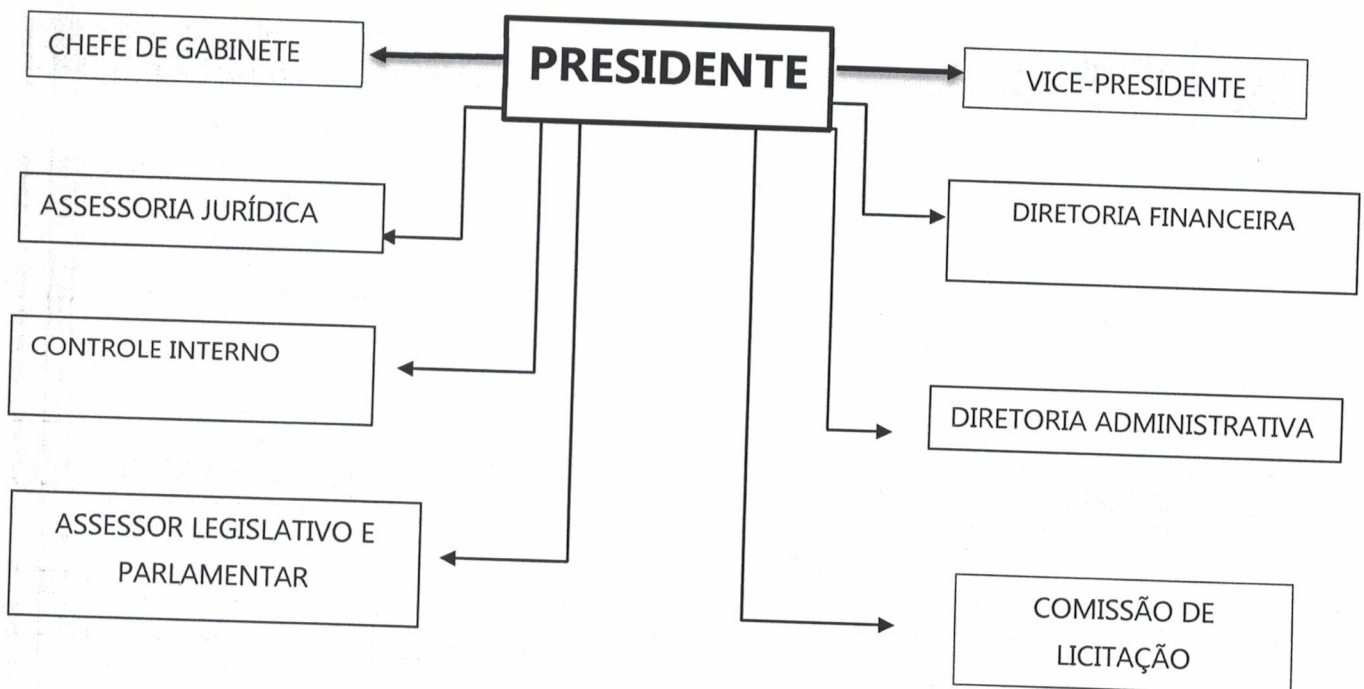 CHEFE DE GABINETE
PRESIDENTE
VICE-PRESIDENTE
ASSESSORIA JURÍDICA
DIRETORIA FINANCEIRA
CONTROLE INTERNO
DIRETORIA ADMINISTRATIVA
ASSESSOR LEGISLATIVO E
PARLAMENTAR
COMISSÃO DE
LICITAÇÃO